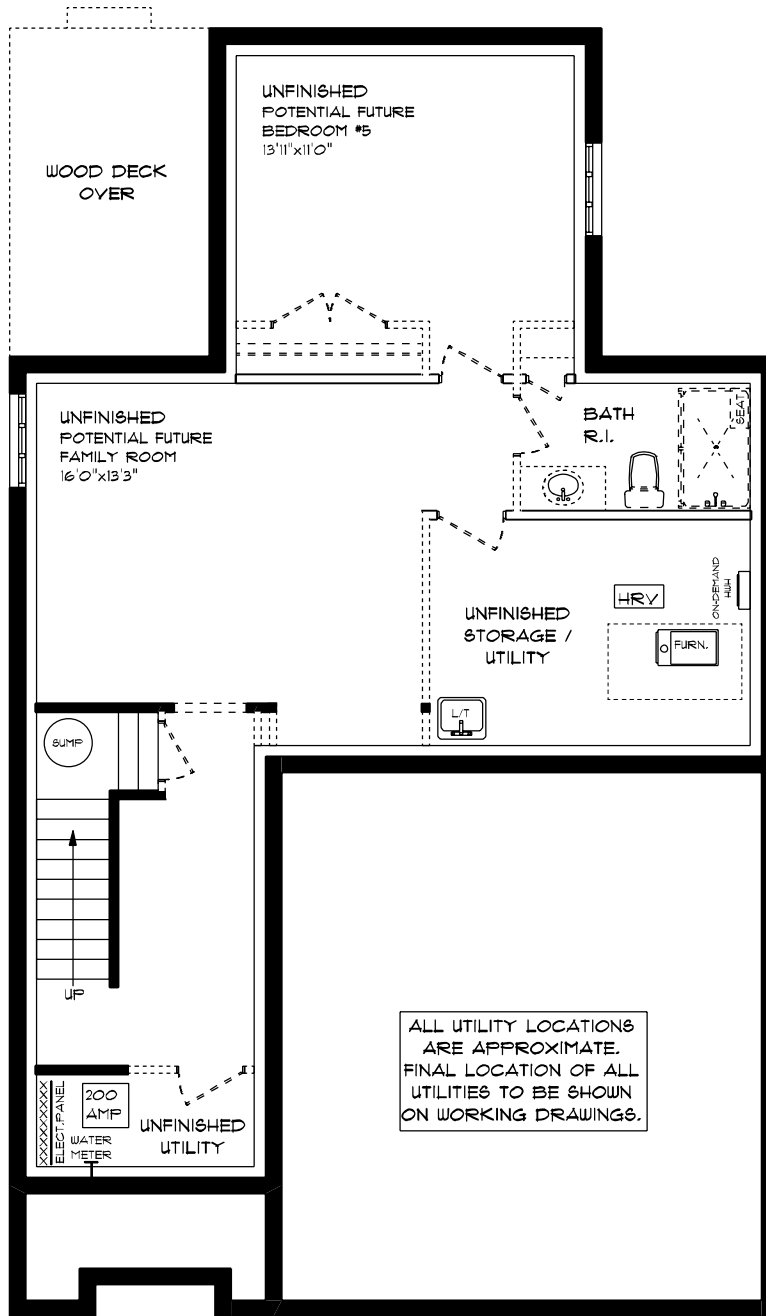 UNFINISHED
POTENTIAL FUTURE
BEDROOM #5
13'11"x11'0"
WOOD DECK
OVER
UNFINISHED
POTENTIAL FUTURE
FAMILY ROOM
16'0"x13'3"
BATH
R.I.
SEAT
UNFINISHED
STORAGE /
UTILITY
HRV
ON-DEMAND
HWH
FURN.
L/T
SUMP
UP
ALL UTILITY LOCATIONS
ARE APPROXIMATE.
FINAL LOCATION OF ALL
UTILITIES TO BE SHOWN
ON WORKING DRAWINGS.
ELECT.PANEL
200
AMP
WATER
METER
UNFINISHED
UTILITY